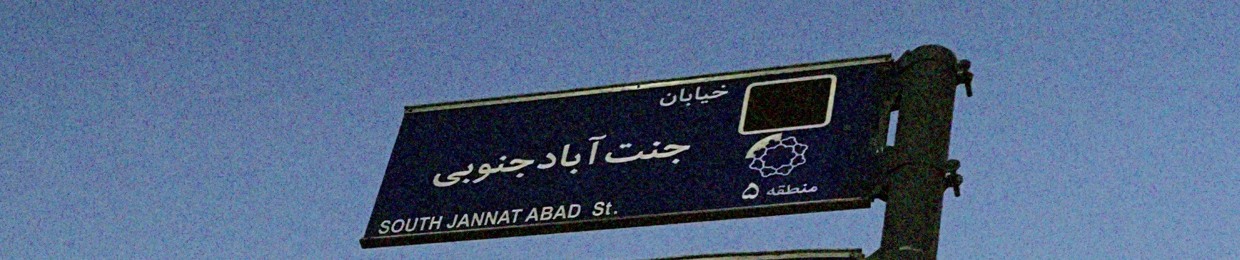 خیابان
جنت آباد جنوبی
SOUTH JANNAT ABAD St.
منطقه ۵